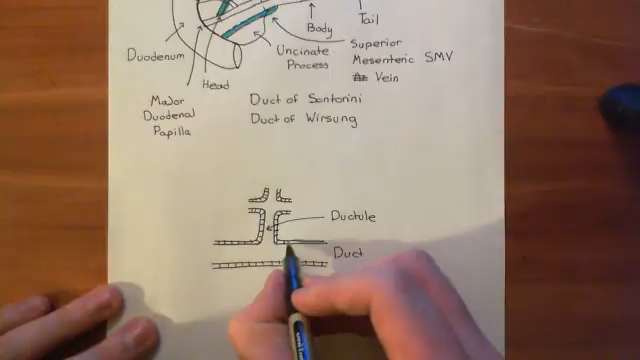 Tail
Body
Duodenum
Uncinate
Process
Superior
Mesenteric SMV
Vein
Head
Major
Duodenal
Papilla
Duct of Santorini
Duct of Wirsung
Ductule
Duct